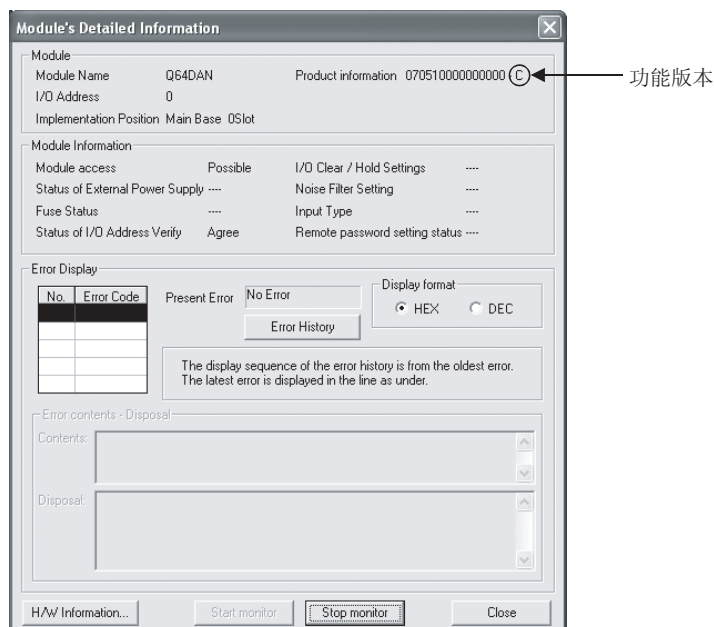 Module's Detailed Information
Module
Module Name Q64DAN Product information 070510000000000 - C
功能版本
I/O Address 0
Implementation Position Main Base 0Slot
Module Information
Module access Possible I/O Clear / Hold Settings ----
Status of External Power Supply ---- Noise Filter Setting ----
Fuse Status ---- Input Type ----
Status of I/O Address Verify Agree Remote password setting status ----
Error Display
No. Error Code Present Error No Error Display format
HEX DEC
Error History
The display sequence of the error history is from the oldest error.
The latest error is displayed in the line as under.
Error contents - Disposal
Contents:
Disposal:
H/W Information... Start monitor Stop monitor Close